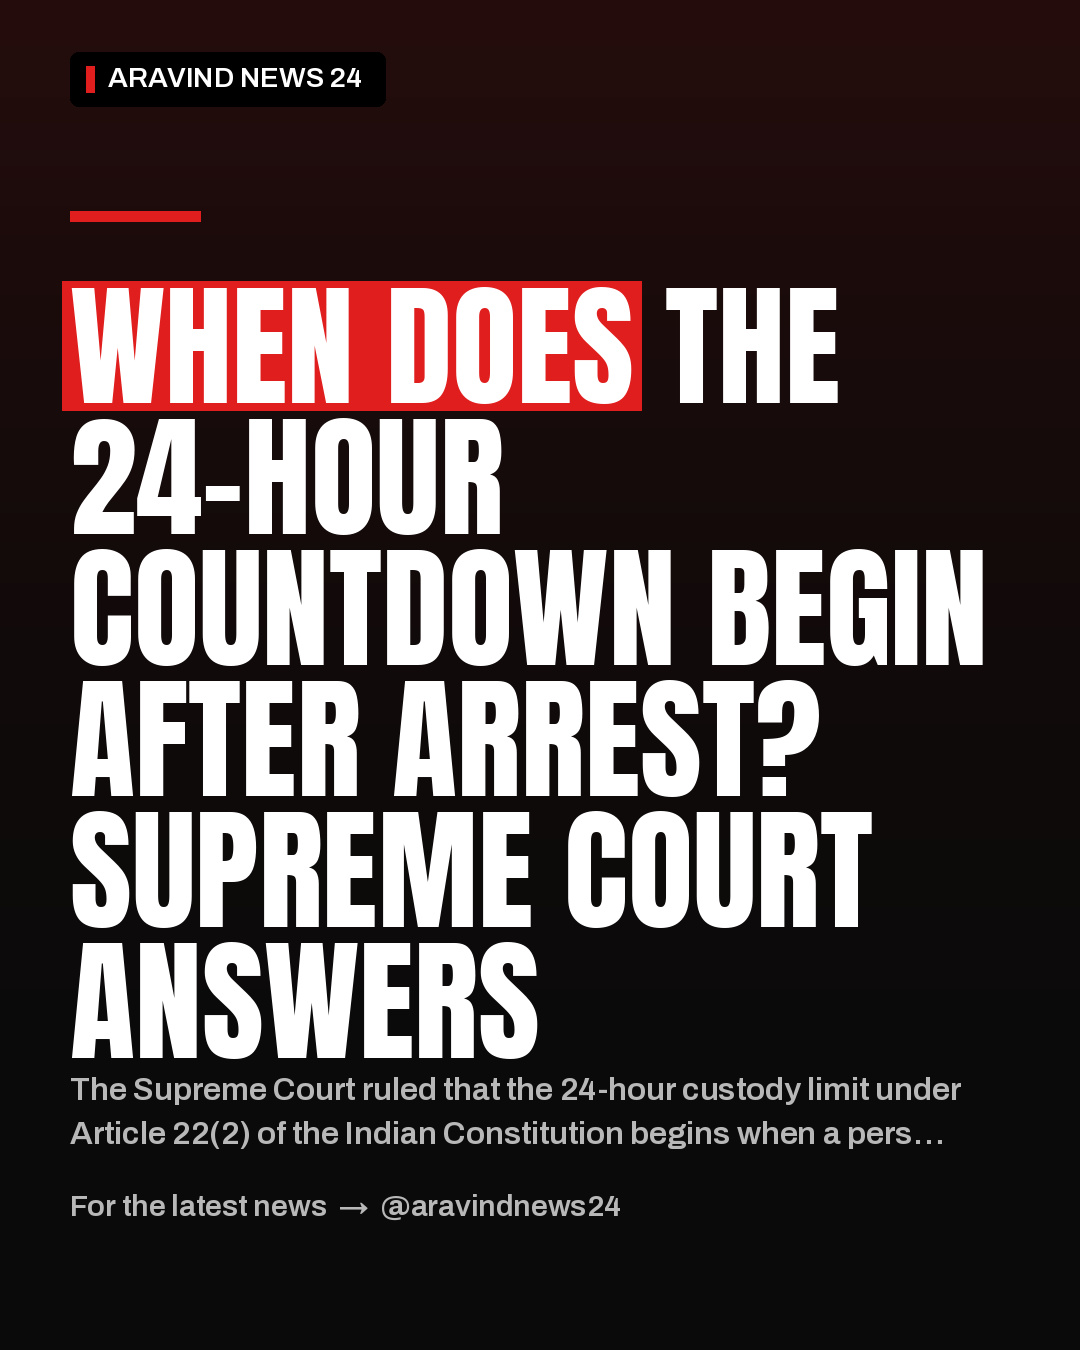 ARAVIND NEWS 24
WHEN DOES THE
24-HOUR
COUNTDOWN BEGIN
AFTER ARREST?
SUPREME COURT
ANSWERS
The Supreme Court ruled that the 24-hour custody limit under
Article 22(2) of the Indian Constitution begins when a pers…
For the latest news → @aravindnews24